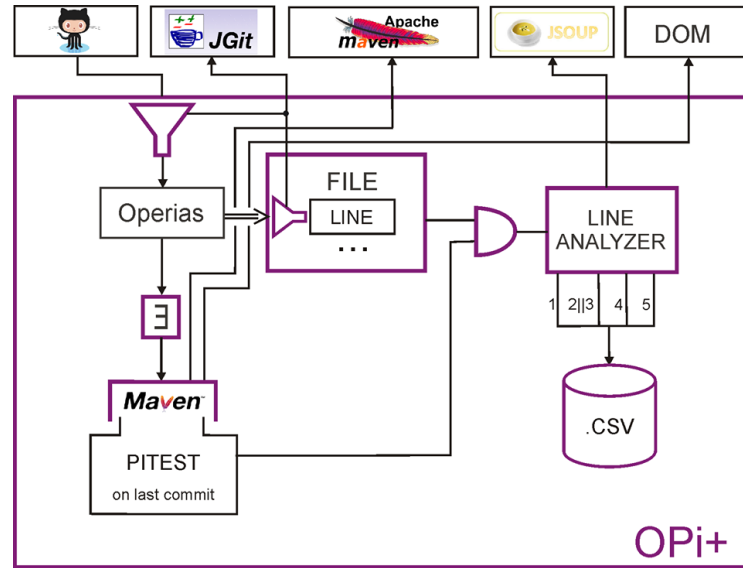 JGit
Apache
maven
JSOUP
DOM
FILE
Operias
LINE
...
LINE
ANALYZER
1 2||3 4 5
∃
Maven™
.CSV
PITEST
on last commit
OPi+